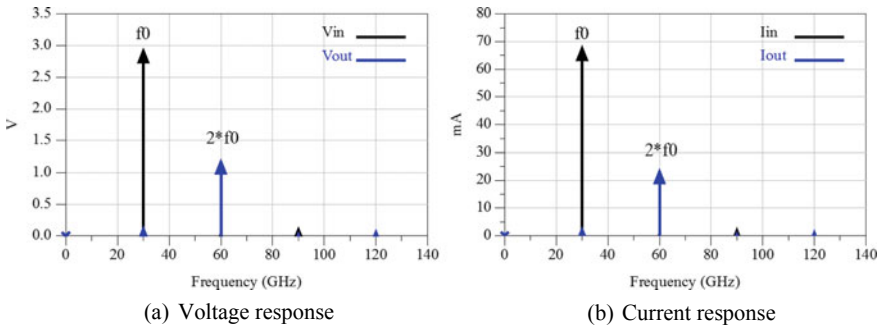 3.5
3.0
2.5
2.0
1.5
1.0
0.5
0.0
V
f0
2*f0
Vin
Vout
0 20 40 60 80 100 120 140
Frequency (GHz)
(a) Voltage response
80
70
60
50
40
30
20
10
0
mA
f0
2*f0
Iin
Iout
0 20 40 60 80 100 120 140
Frequency (GHz)
(b) Current response